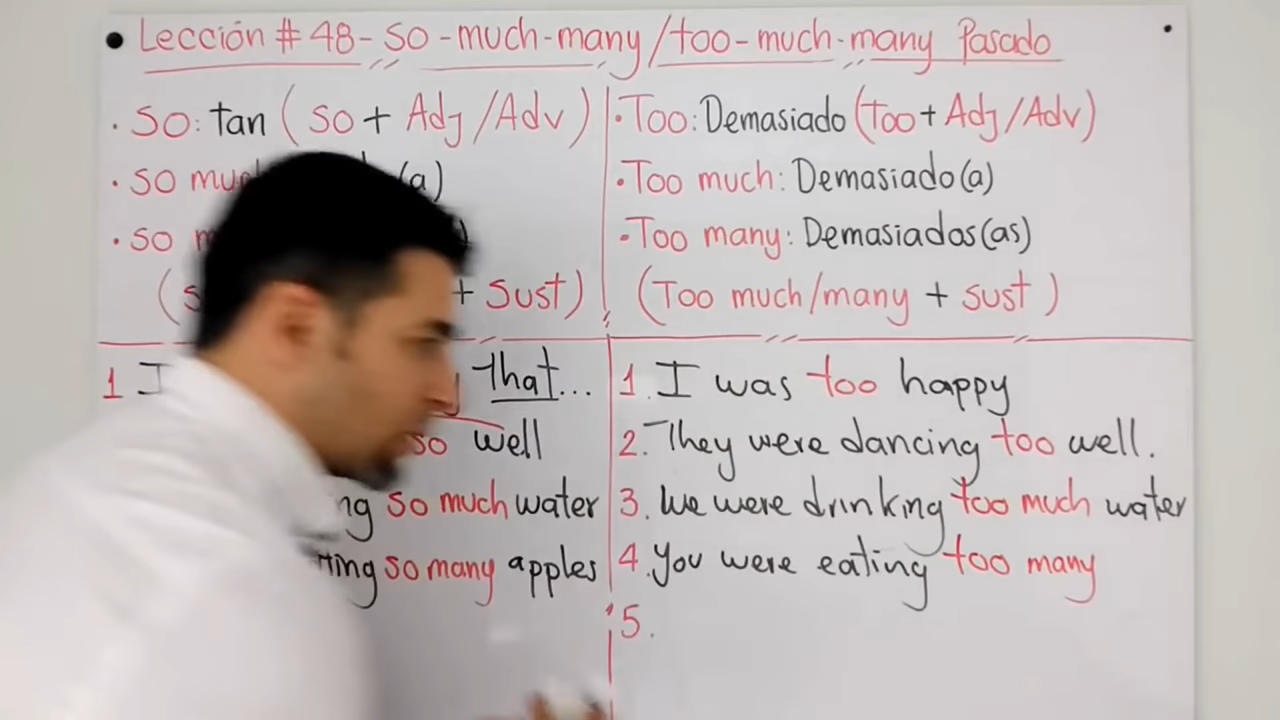 Lección # 48 - so - much - many / too - much - many Pasado
. So: tan ( so + Adj / Adv )
. so (a)
. so
+ Sust )
. Too: Demasiado (Too + Adj / Adv)
. Too much: Demasiado(a)
. Too many: Demasiados(as)
(Too much/many + sust )
1 I That...
so well
so much water
so many apples
1. I was too happy
2. They were dancing too well.
3. We were drinking too much water
4. You were eating too many
5.